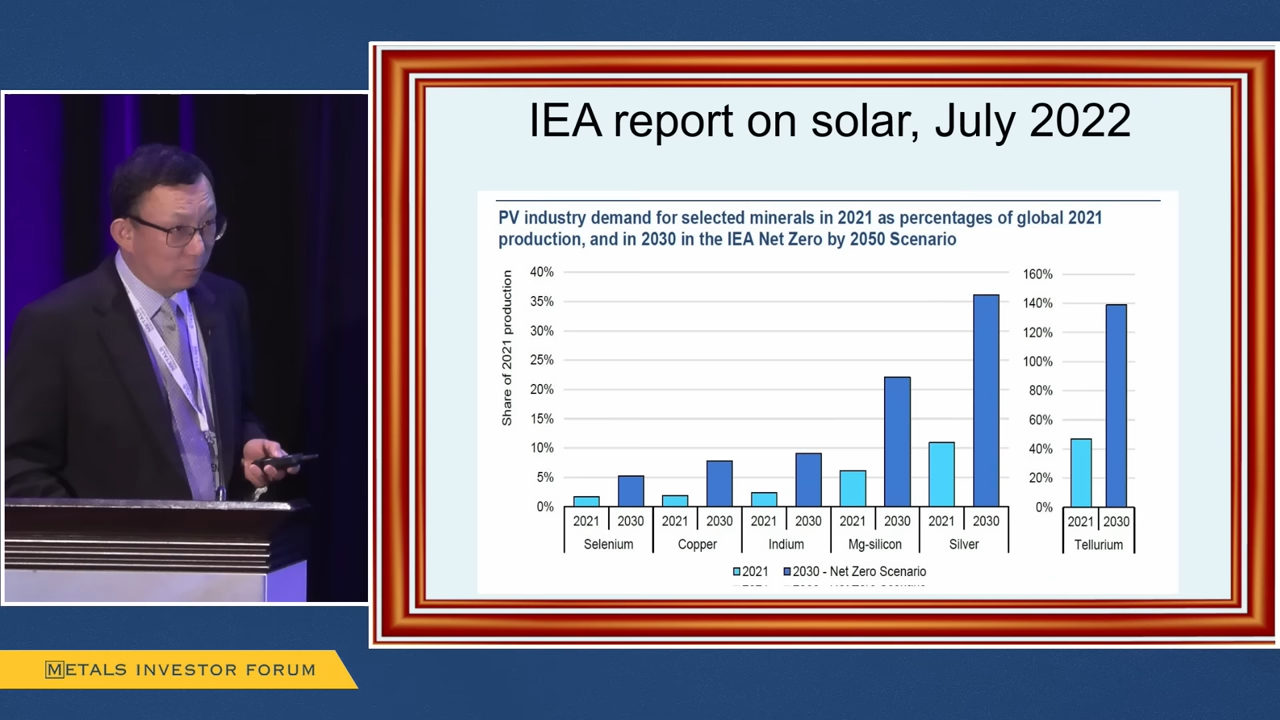 IEA report on solar, July 2022
PV industry demand for selected minerals in 2021 as percentages of global 2021
production, and in 2030 in the IEA Net Zero by 2050 Scenario
Share of 2021 production
40%
35%
30%
25%
20%
15%
10%
5%
0%
160%
140%
120%
100%
80%
60%
40%
20%
0%
2021 2030 2021 2030 2021 2030 2021 2030 2021 2030 2021 2030
Selenium Copper Indium Mg-silicon Silver Tellurium
2021 2030 - Net Zero Scenario
METALS INVESTOR FORUM